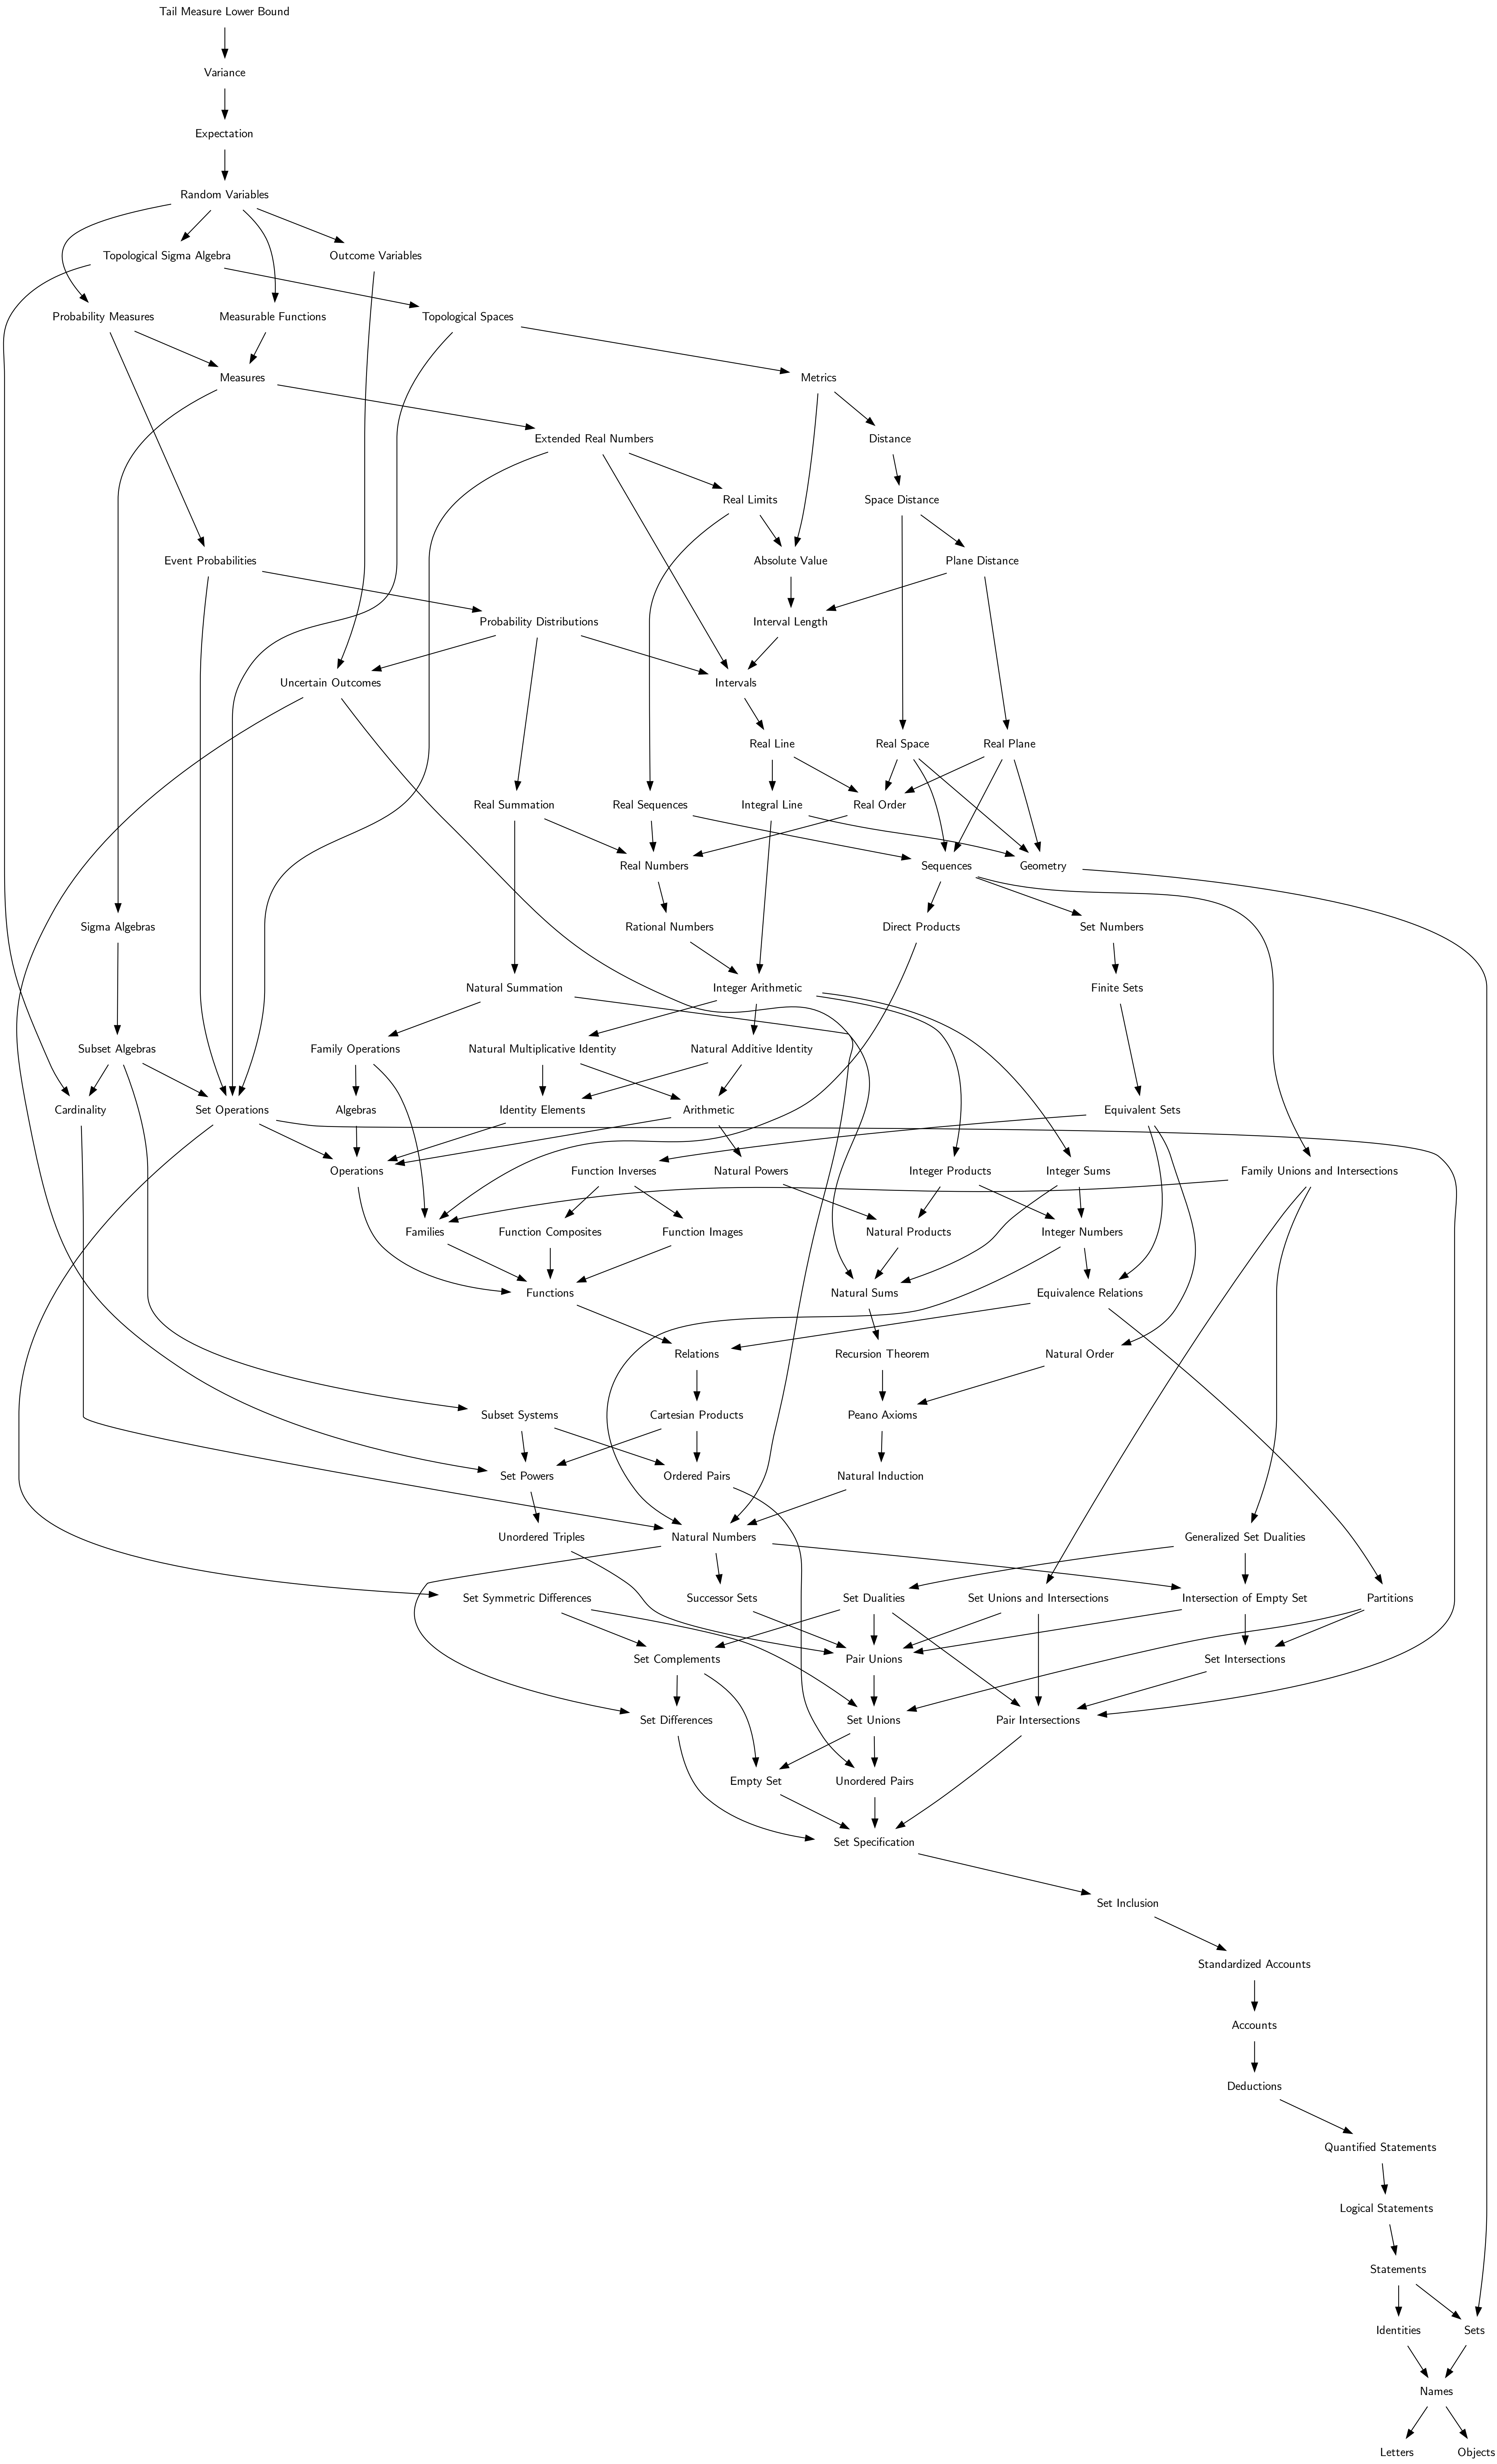 Tail Measure Lower Bound
Variance
Expectation
Random Variables
Topological Sigma Algebra
Outcome Variables
Probability Measures
Measurable Functions
Topological Spaces
Measures
Metrics
Extended Real Numbers
Distance
Real Limits
Space Distance
Event Probabilities
Absolute Value
Plane Distance
Probability Distributions
Interval Length
Uncertain Outcomes
Intervals
Real Line
Real Space
Real Plane
Real Summation
Real Sequences
Integral Line
Real Order
Real Numbers
Sequences
Geometry
Sigma Algebras
Rational Numbers
Direct Products
Set Numbers
Natural Summation
Integer Arithmetic
Finite Sets
Subset Algebras
Family Operations
Natural Multiplicative Identity
Natural Additive Identity
Cardinality
Set Operations
Algebras
Identity Elements
Arithmetic
Equivalent Sets
Operations
Function Inverses
Natural Powers
Integer Products
Integer Sums
Family Unions and Intersections
Families
Function Composites
Function Images
Natural Products
Integer Numbers
Functions
Natural Sums
Equivalence Relations
Relations
Recursion Theorem
Natural Order
Subset Systems
Cartesian Products
Peano Axioms
Set Powers
Ordered Pairs
Natural Induction
Unordered Triples
Natural Numbers
Generalized Set Dualities
Set Symmetric Differences
Successor Sets
Set Dualities
Set Unions and Intersections
Intersection of Empty Set
Partitions
Set Complements
Pair Unions
Set Intersections
Set Differences
Set Unions
Pair Intersections
Empty Set
Unordered Pairs
Set Specification
Set Inclusion
Standardized Accounts
Accounts
Deductions
Quantified Statements
Logical Statements
Statements
Identities
Sets
Names
Letters
Objects